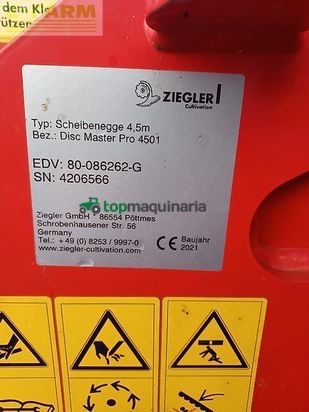 ARM
m Kle
ützen
ZIEGLER
Cultivation
Typ: Scheibenegge 4,5m
Bez.: Disc Master Pro 4501
EDV: 80-086262-G
SN: 4206566
topmaquinaria
Ziegler GmbH * 86554 Pöttmes
Schrobenhausener Str. 56
Germany
Tel.: +49 (0) 8253 / 9997-0
www.ziegler-cultivation.com
CE Baujahr
2021